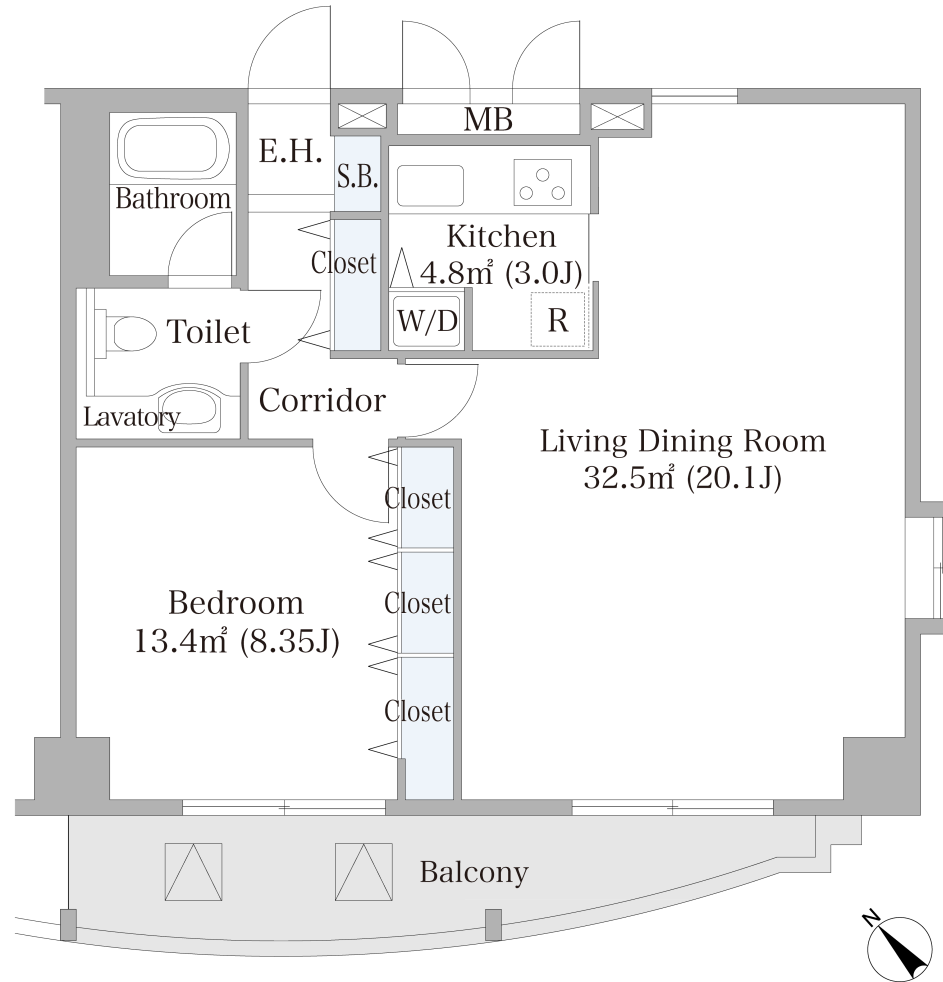 MB
E.H.
S.B.
Bathroom
Kitchen
4.8㎡ (3.0J)
Closet
W/D
R
Toilet
Corridor
Lavatory
Living Dining Room
32.5㎡ (20.1J)
Closet
Closet
Bedroom
13.4㎡ (8.35J)
Closet
Balcony
N